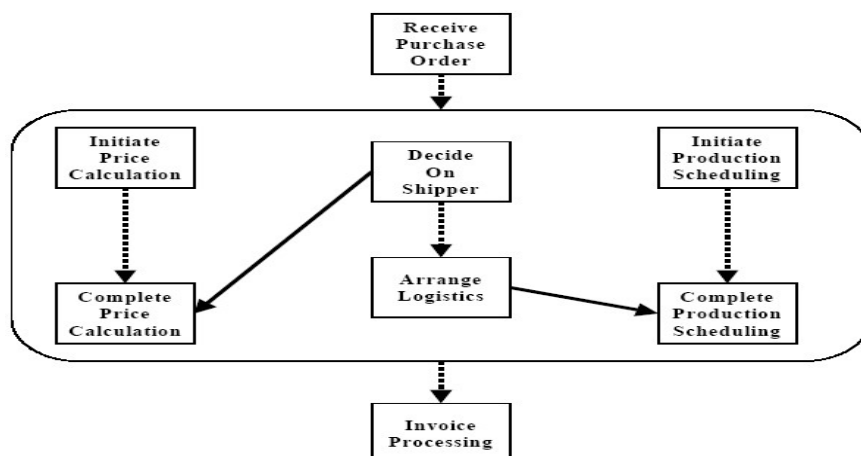 Receive
Purchase
Order
Initiate
Price
Calculation
Decide
On
Shipper
Initiate
Production
Scheduling
Complete
Price
Calculation
Arrange
Logistics
Complete
Production
Scheduling
Invoice
Processing